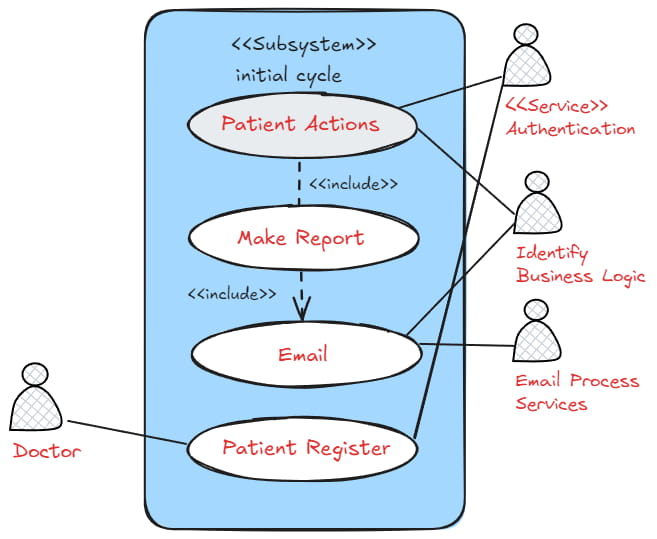 <<Subsystem>>
initial cycle
Patient Actions
<<include>>
Make Report
<<include>>
Email
Patient Register
Doctor
<<Service>>
Authentication
Identify
Business Logic
Email Process
Services